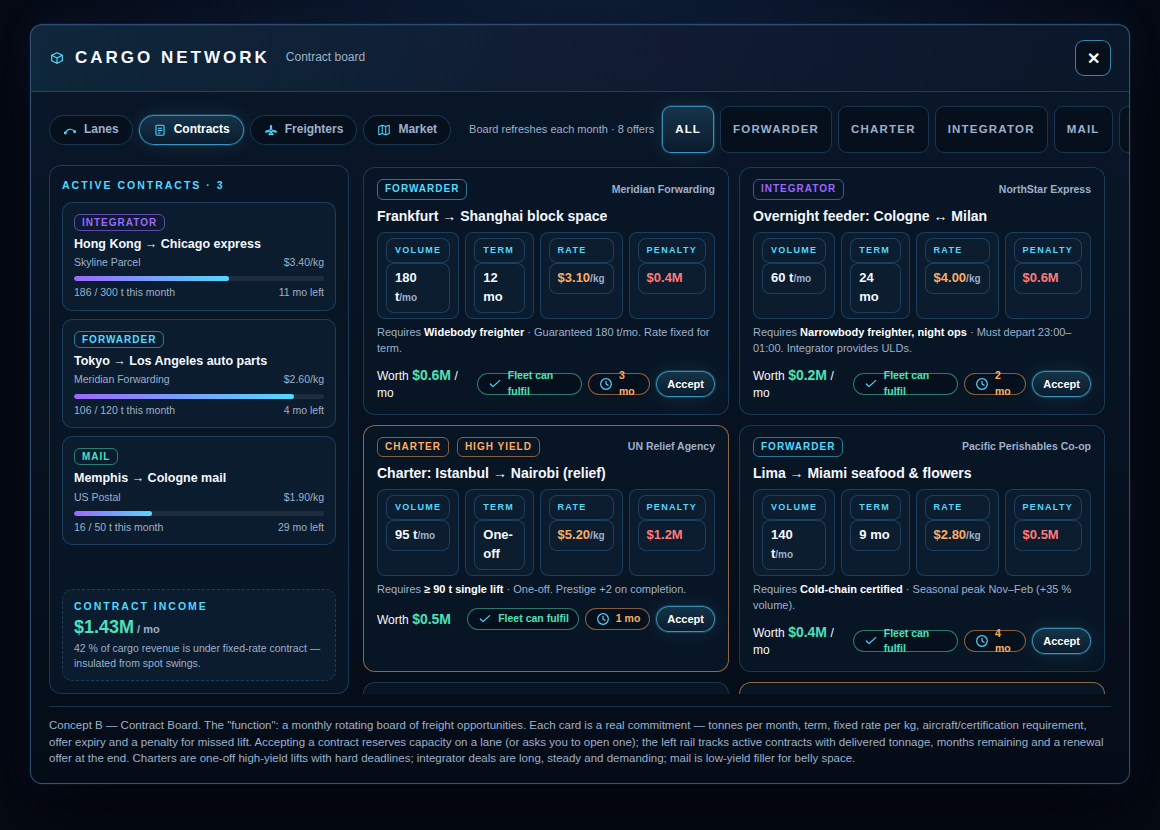 CARGO NETWORK
Contract board
✕
Lanes
Contracts
Freighters
Market
Board refreshes each month · 8 offers
ALL
FORWARDER
CHARTER
INTEGRATOR
MAIL
ACTIVE CONTRACTS · 3
INTEGRATOR
Hong Kong → Chicago express
Skyline Parcel $3.40/kg
186 / 300 t this month 11 mo left
FORWARDER
Tokyo → Los Angeles auto parts
Meridian Forwarding $2.60/kg
106 / 120 t this month 4 mo left
MAIL
Memphis → Cologne mail
US Postal $1.90/kg
16 / 50 t this month 29 mo left
CONTRACT INCOME
$1.43M / mo
42 % of cargo revenue is under fixed-rate contract —
insulated from spot swings.
FORWARDER Meridian Forwarding
Frankfurt → Shanghai block space
VOLUME TERM RATE PENALTY
180 12 $3.10/kg $0.4M
t/mo mo
Requires Widebody freighter · Guaranteed 180 t/mo. Rate fixed for
term.
Worth $0.6M /
mo
Fleet can
fulfil
3
mo
Accept
INTEGRATOR NorthStar Express
Overnight feeder: Cologne ↔ Milan
VOLUME TERM RATE PENALTY
60 t/mo 24 $4.00/kg $0.6M
mo
Requires Narrowbody freighter, night ops · Must depart 23:00–
01:00. Integrator provides ULDs.
Worth $0.2M /
mo
Fleet can
fulfil
2
mo
Accept
CHARTER HIGH YIELD UN Relief Agency
Charter: Istanbul → Nairobi (relief)
VOLUME TERM RATE PENALTY
95 t/mo One- $5.20/kg $1.2M
off
Requires ≥ 90 t single lift · One-off. Prestige +2 on completion.
Worth $0.5M Fleet can fulfil 1 mo Accept
FORWARDER Pacific Perishables Co-op
Lima → Miami seafood & flowers
VOLUME TERM RATE PENALTY
140 9 mo $2.80/kg $0.5M
t/mo
Requires Cold-chain certified · Seasonal peak Nov–Feb (+35 %
volume).
Worth $0.4M /
mo
Fleet can
fulfil
4
mo
Accept
Concept B — Contract Board. The "function": a monthly rotating board of freight opportunities. Each card is a real commitment — tonnes per month, term, fixed rate per kg, aircraft/certification requirement,
offer expiry and a penalty for missed lift. Accepting a contract reserves capacity on a lane (or asks you to open one); the left rail tracks active contracts with delivered tonnage, months remaining and a renewal
offer at the end. Charters are one-off high-yield lifts with hard deadlines; integrator deals are long, steady and demanding; mail is low-yield filler for belly space.